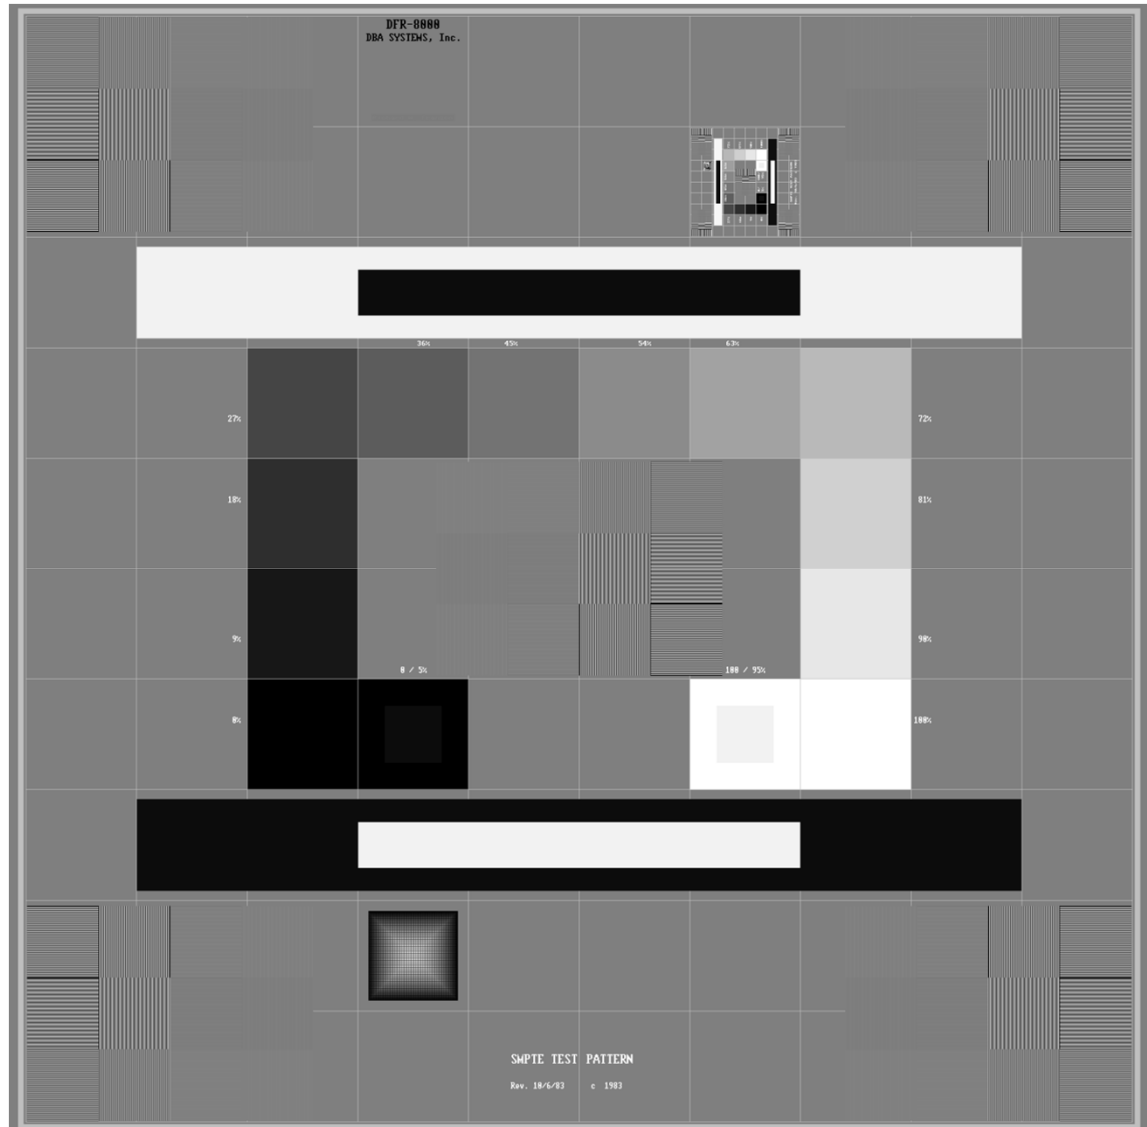 DFR-8000
DBA SYSTEMS, Inc.
36% 45% 54% 63%
27% 72%
18% 81%
9% 90%
0 / 5% 100 / 95%
0% 100%
SMPTE TEST PATTERN
Rev. 10/6/83 c 1983